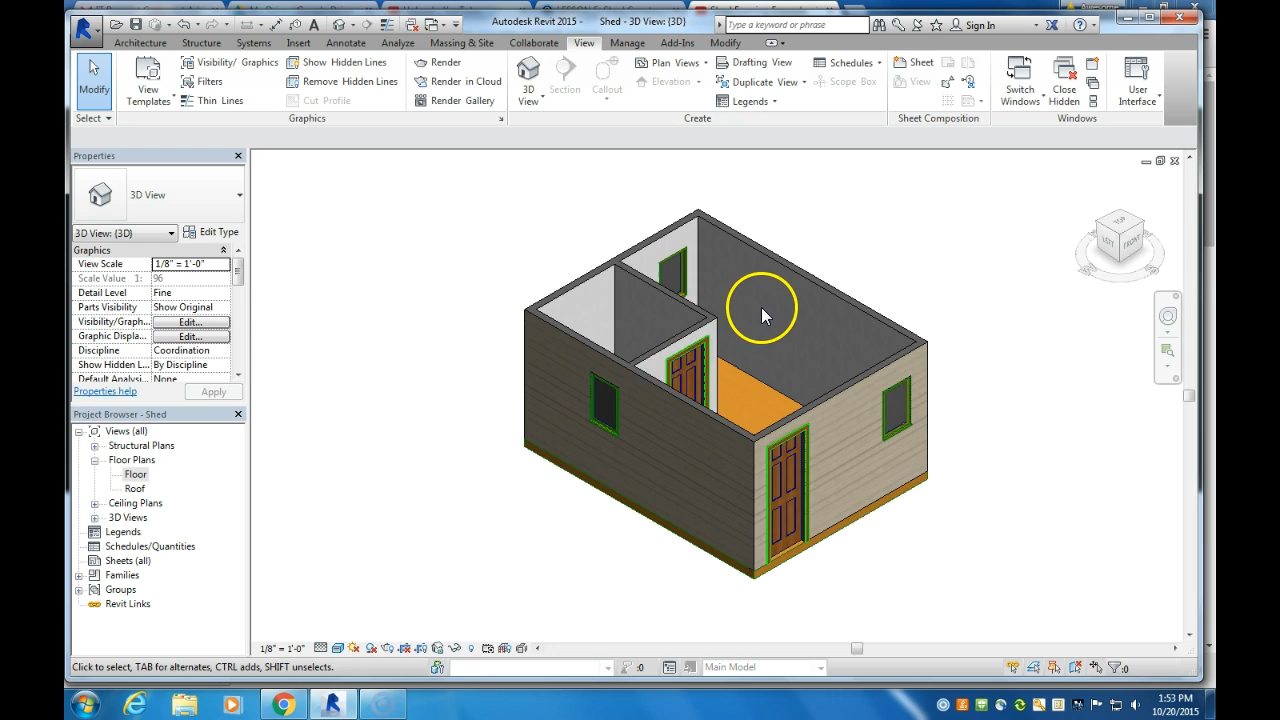 Autodesk Revit 2015 -    Shed - 3D View: {3D}
Type a keyword or phrase
Sign In
Architecture Structure Systems Insert Annotate Analyze Massing & Site Collaborate View Manage Add-Ins Modify
Modify
View Templates
Visibility/ Graphics
Filters
Thin Lines
Show Hidden Lines
Remove Hidden Lines
Cut Profile
Render
Render in Cloud
Render Gallery
3D View
Section
Callout
Plan Views
Elevation
Drafting View
Duplicate View
Legends
Schedules
Scope Box
Sheet
View
Switch Windows
Close Hidden
User Interface
Select
Graphics
Create
Sheet Composition
Windows
Properties
3D View
3D View: {3D}
Edit Type
Graphics
View Scale 1/8" = 1'-0"
Scale Value 1: 96
Detail Level Fine
Parts Visibility Show Original
Visibility/Graph... Edit...
Graphic Displa... Edit...
Discipline Coordination
Show Hidden L... By Discipline
Default Analysi... None
Properties help
Apply
Project Browser - Shed
Views (all)
Structural Plans
Floor Plans
Floor
Roof
Ceiling Plans
3D Views
Legends
Schedules/Quantities
Sheets (all)
Families
Groups
Revit Links
TOP
LEFT
FRONT
1/8" = 1'-0"
Click to select, TAB for alternates, CTRL adds, SHIFT unselects.
:0
Main Model
:0
1:53 PM
10/20/2015